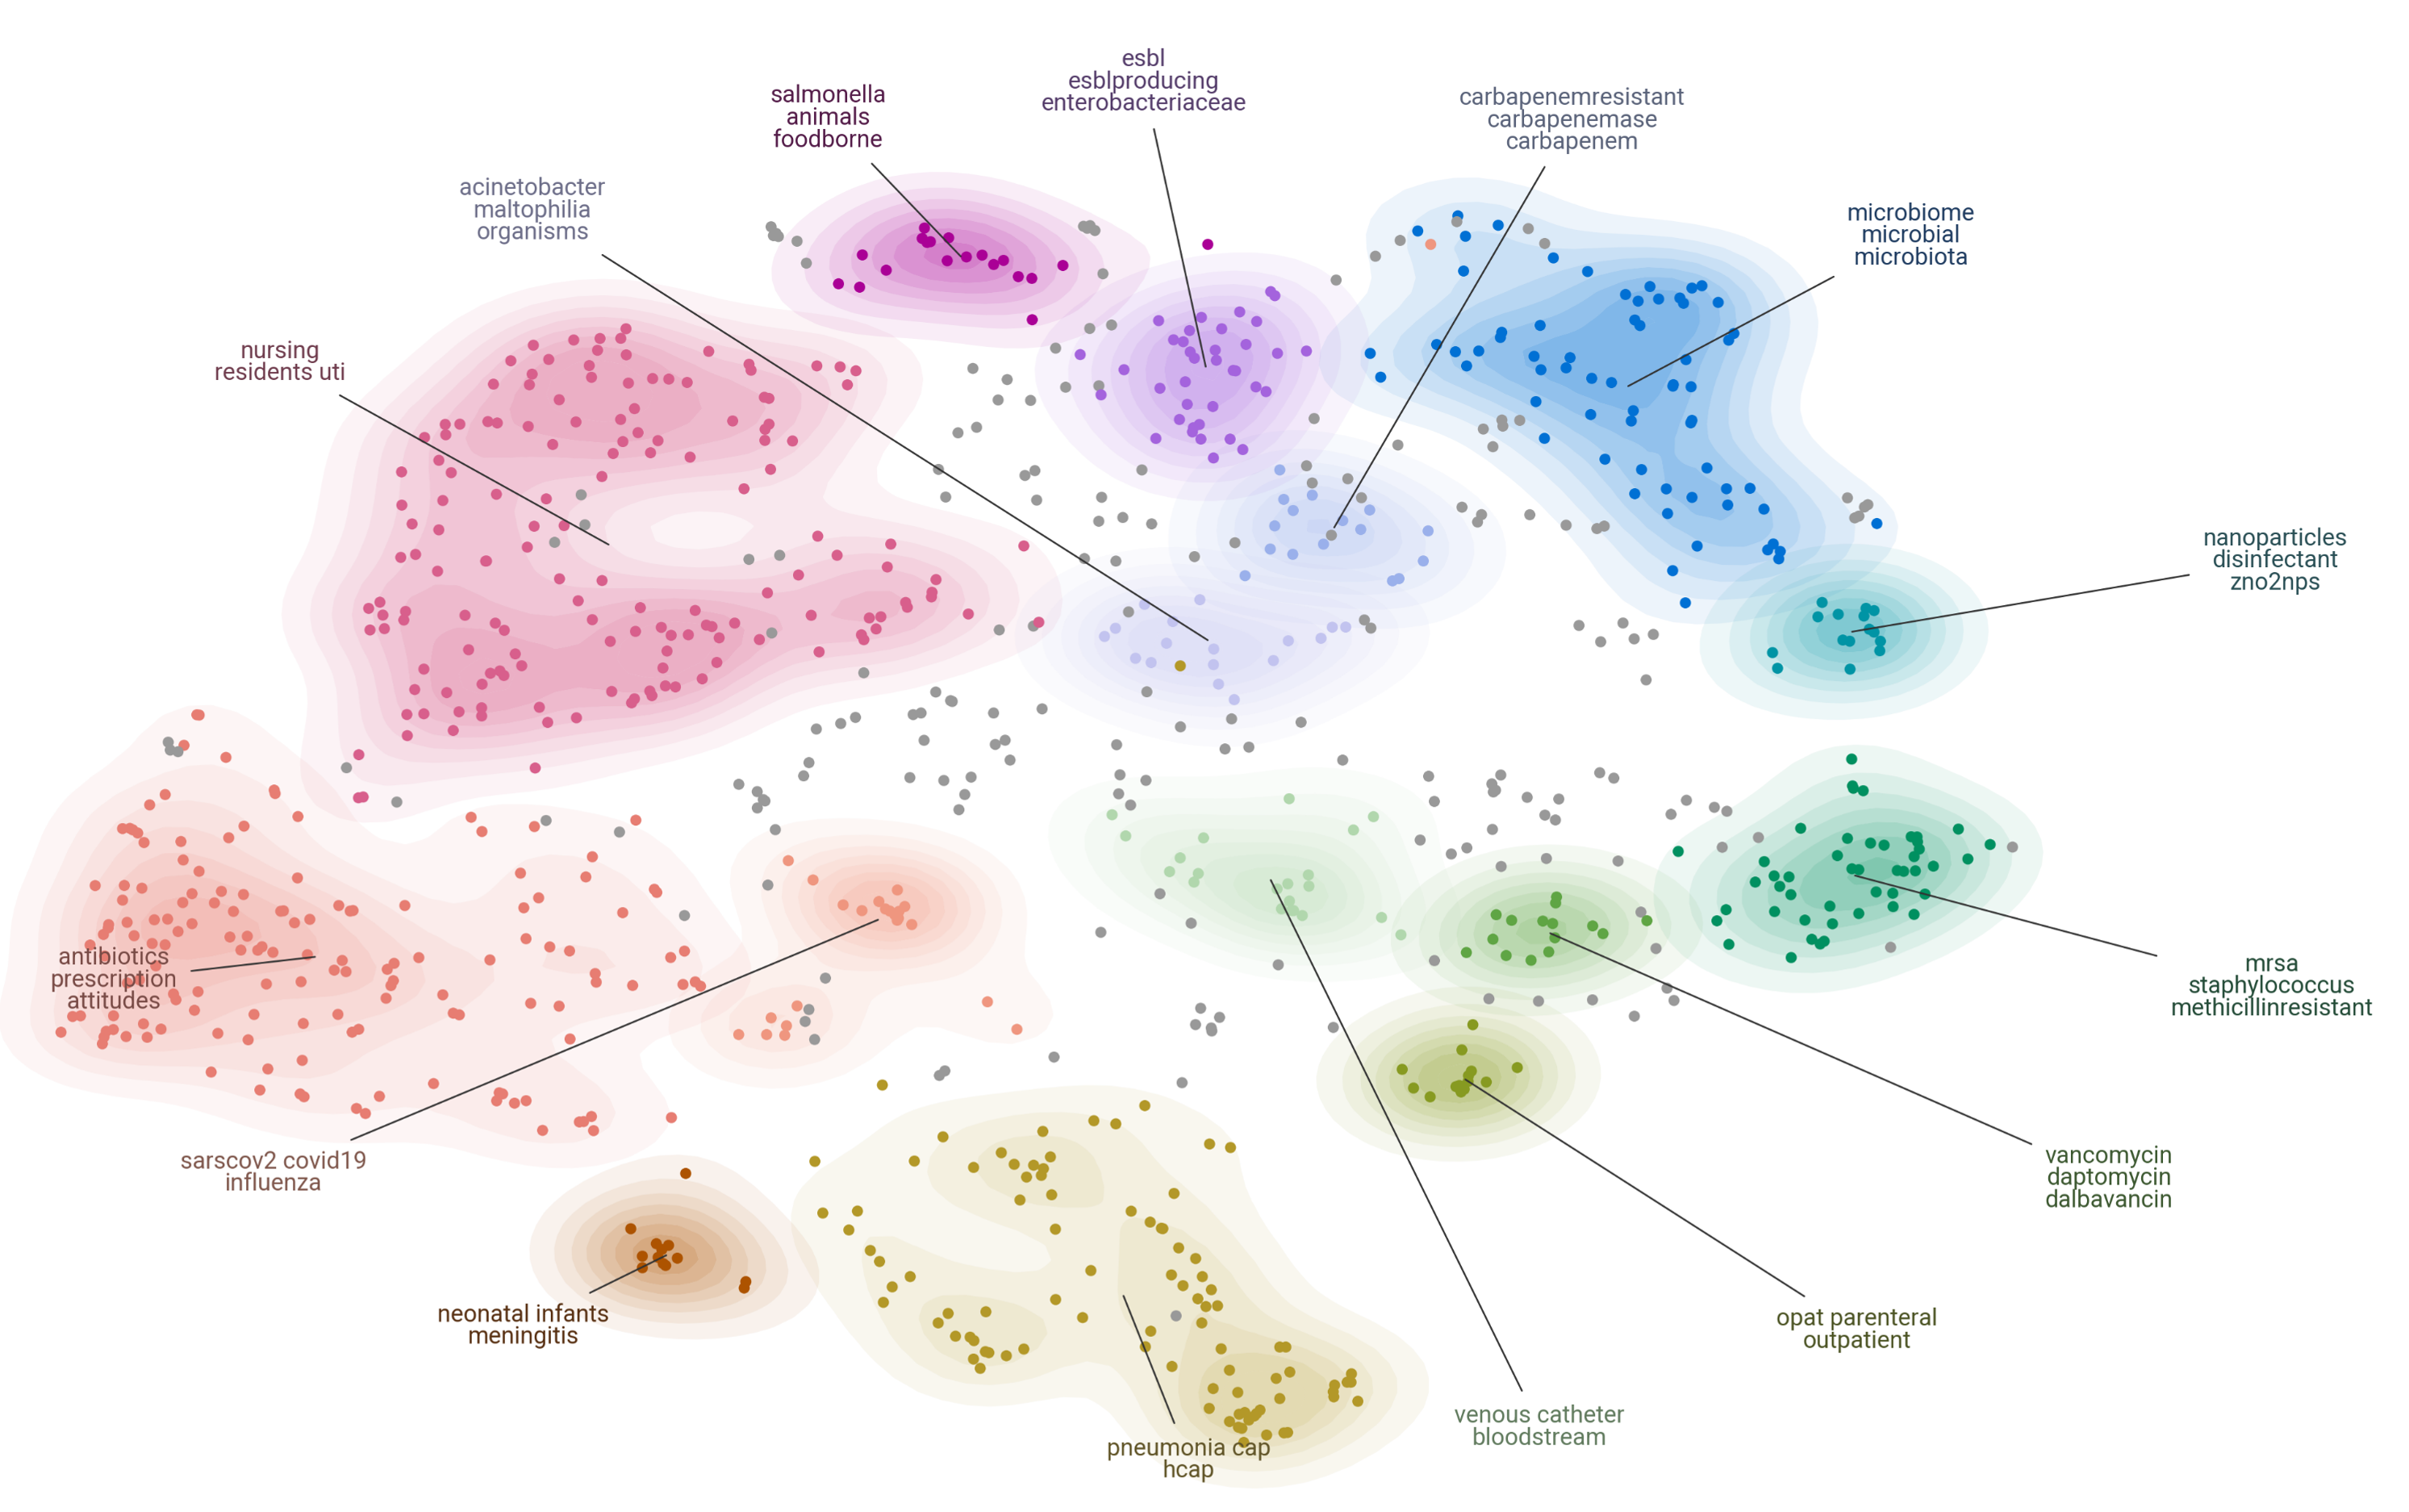 esbl
esblproducing
enterobacteriaceae
salmonella
animals
foodborne
carbapenemresistant
carbapenemase
carbapenem
acinetobacter
maltophilia
organisms
microbiome
microbial
microbiota
nursing
residents uti
nanoparticles
disinfectant
zno2nps
antibiotics
prescription
attitudes
mrsa
staphylococcus
methicillinresistant
sarscov2 covid19
influenza
vancomycin
daptomycin
dalbavancin
neonatal infants
meningitis
opat parenteral
outpatient
venous catheter
bloodstream
pneumonia cap
hcap